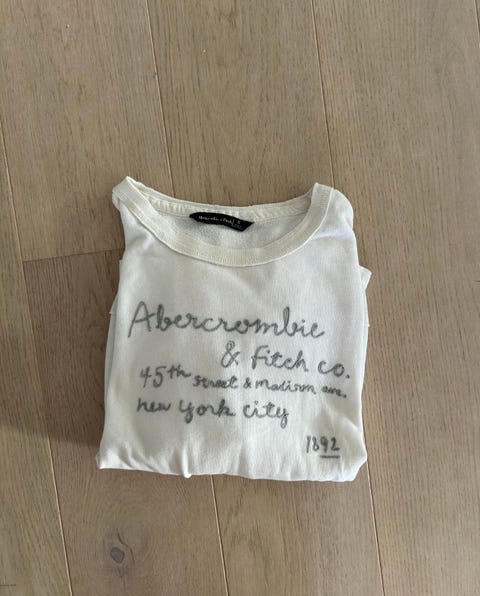 Abercrombie
& Fitch co.
45th street & madison ave.
new york city
1892